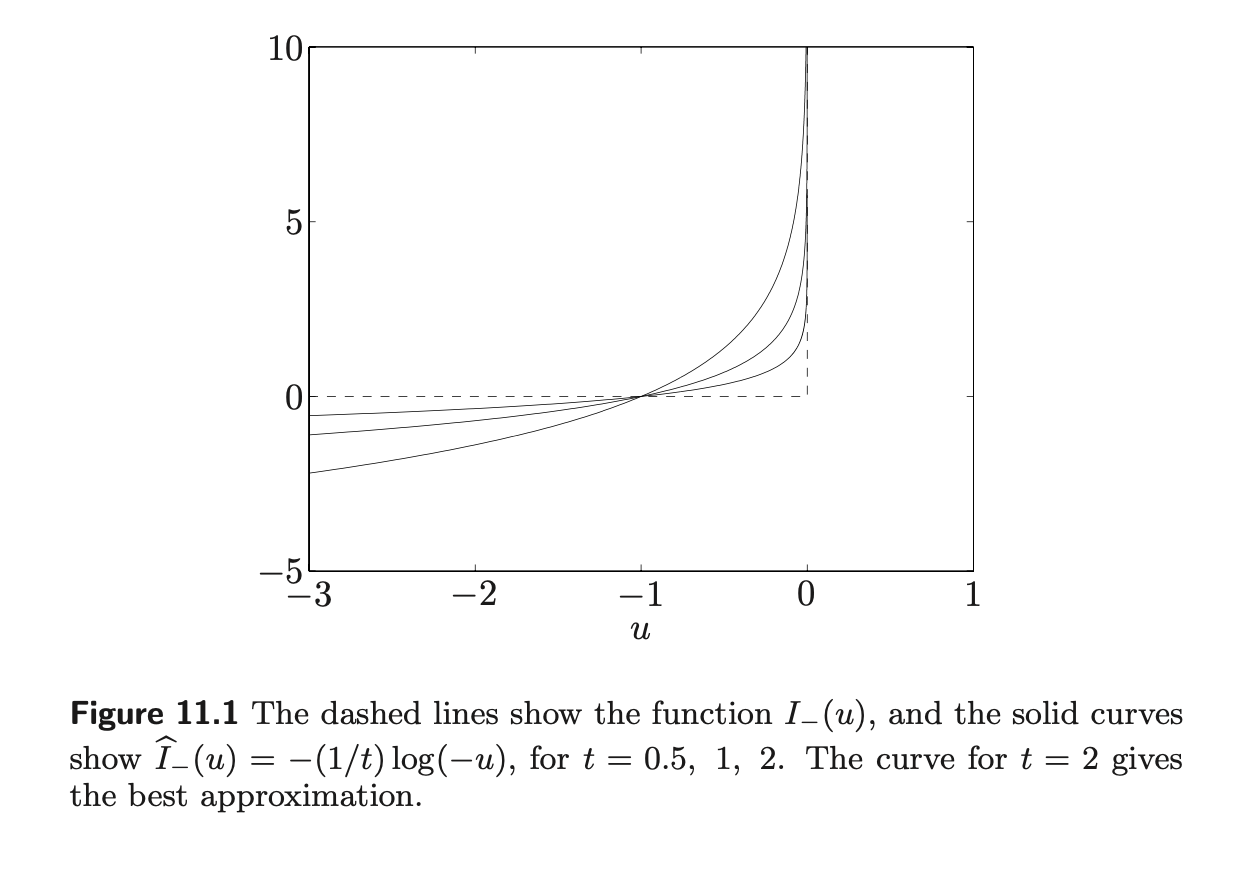 10
5
0
−5
−3 −2 −1 0 1
u
Figure 11.1 The dashed lines show the function I₋(u), and the solid curves
show Î₋(u) = −(1/t) log(−u), for t = 0.5, 1, 2. The curve for t = 2 gives
the best approximation.